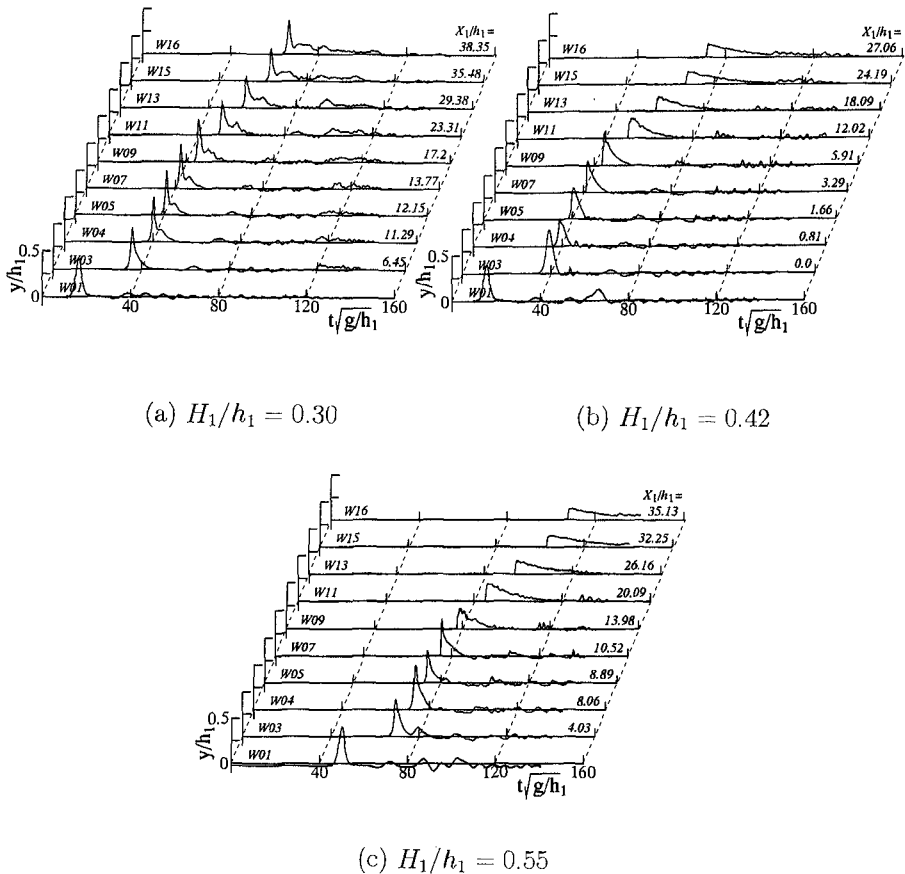 X₁/h₁=
W16 38.35
W15 35.48
W13 29.38
W11 23.31
W09 17.2
W07 13.77
W05 12.15
W04 11.29
W03 6.45
W01
y/h₁
0.5
0
40 80 120 160
t√g/h₁
X₁/h₁=
W16 27.06
W15 24.19
W13 18.09
W11 12.02
W09 5.91
W07 3.29
W05 1.66
W04 0.81
W03 0.0
W01
y/h₁
0.5
0
40 80 120 160
t√g/h₁
(a) H₁/h₁ = 0.30
(b) H₁/h₁ = 0.42
X₁/h₁=
W16 35.13
W15 32.25
W13 26.16
W11 20.09
W09 13.98
W07 10.52
W05 8.89
W04 8.06
W03 4.03
W01
y/h₁
0.5
0
40 80 120 160
t√g/h₁
(c) H₁/h₁ = 0.55